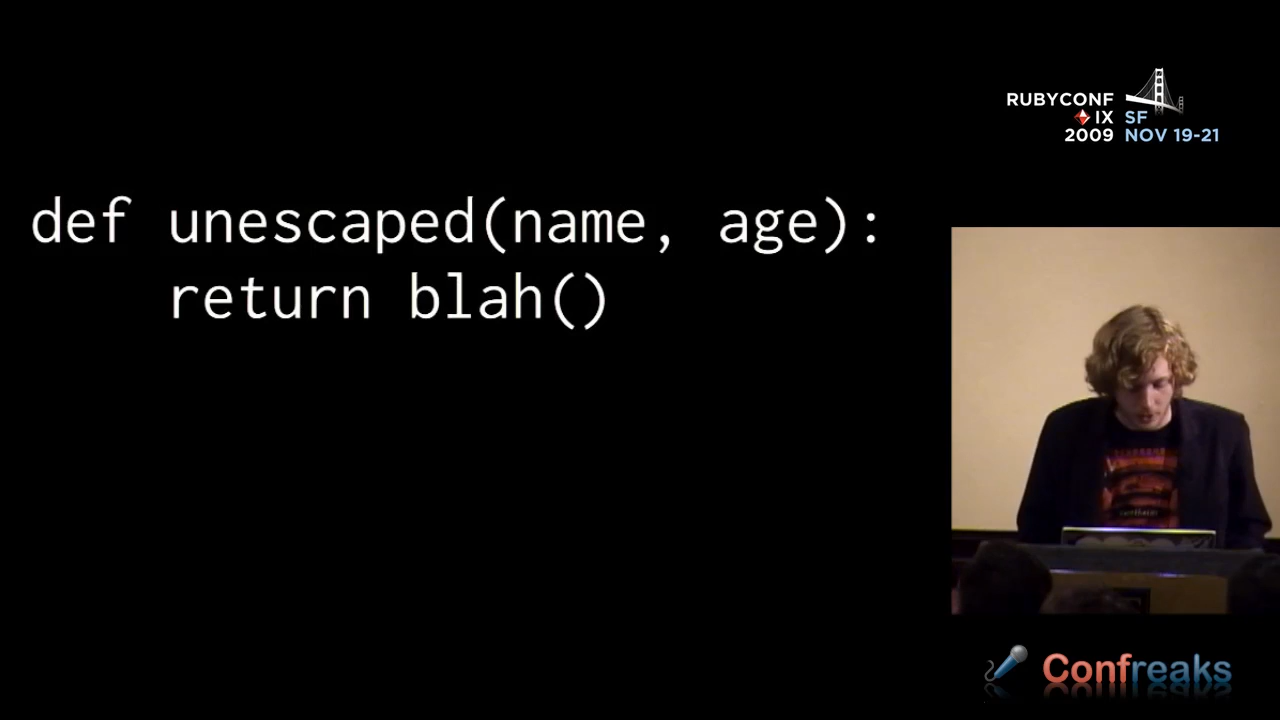 RUBYCONF
IX SF
2009 NOV 19-21
def unescaped(name, age):
    return blah()
Confreaks